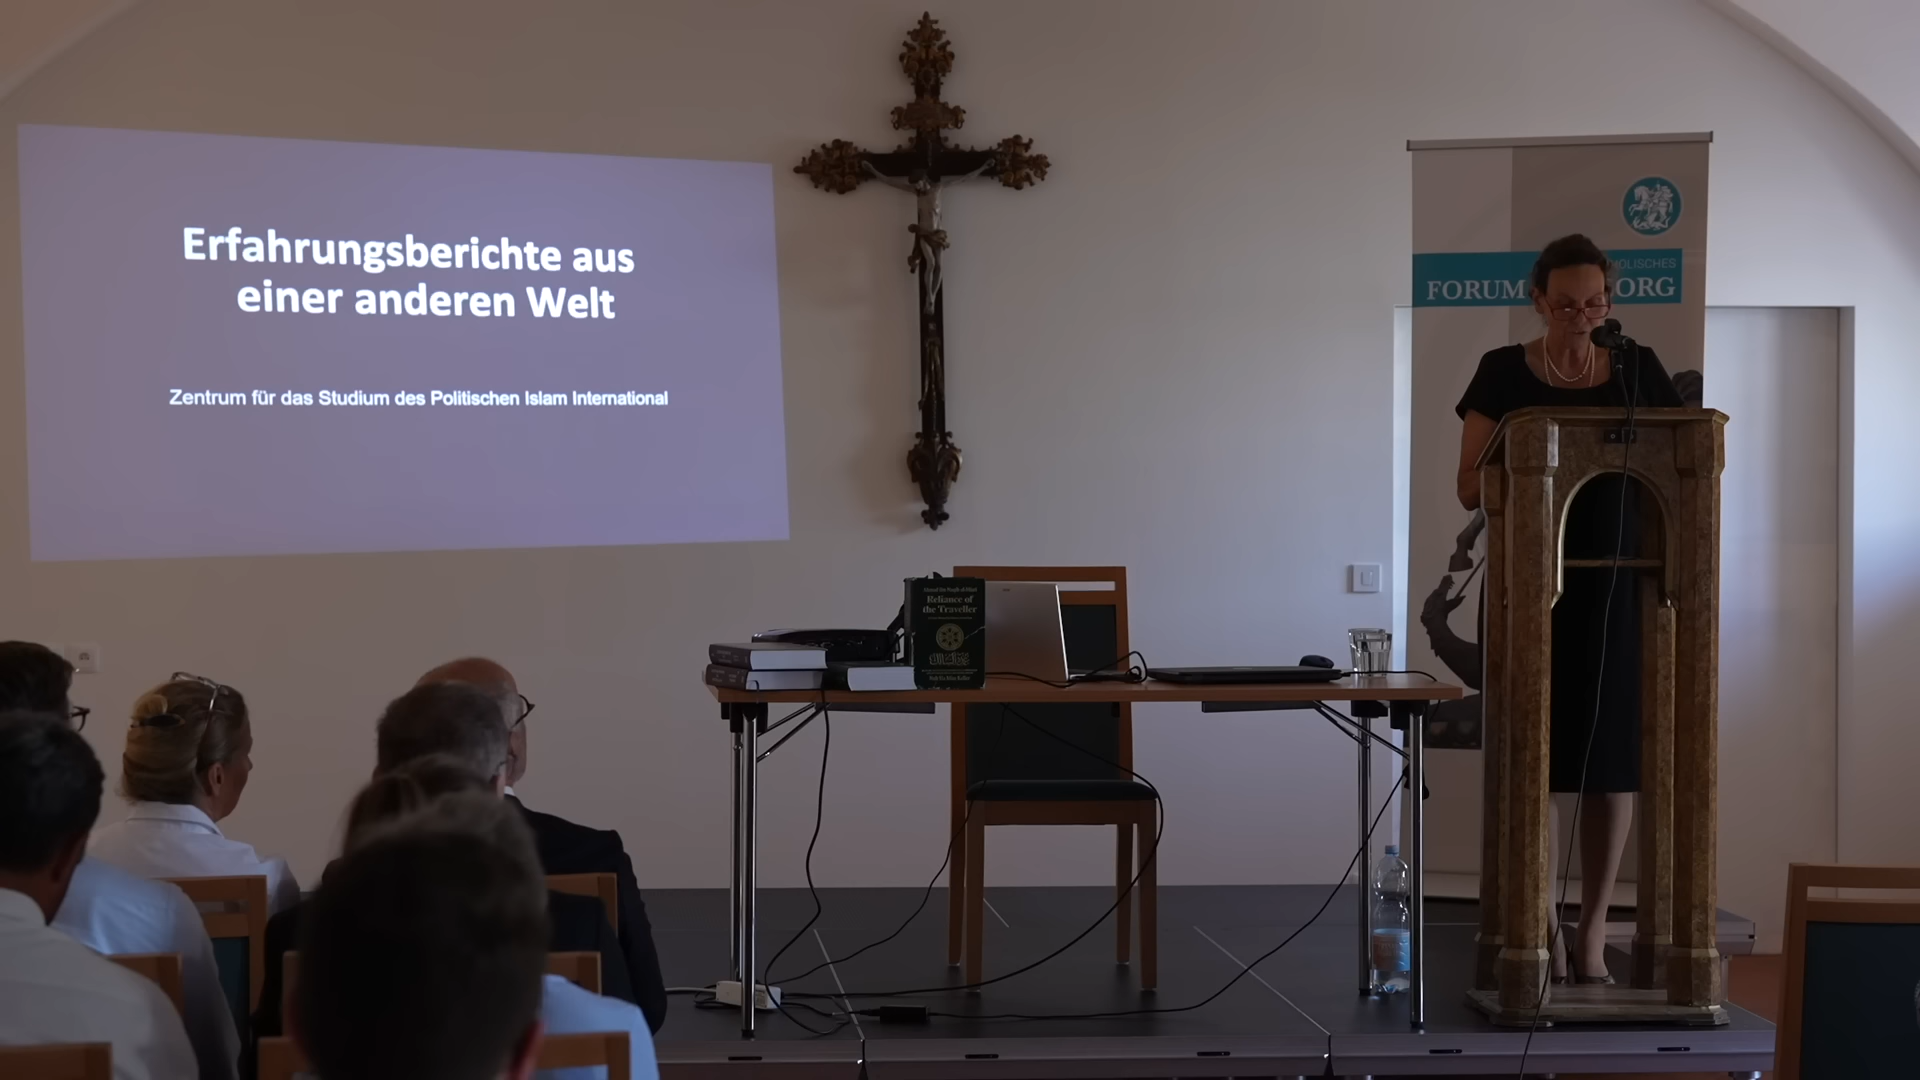 Erfahrungsberichte aus
einer anderen Welt
Zentrum für das Studium des Politischen Islam International
Reliance of
the Traveller
HOLISCHES
FORUM ORG